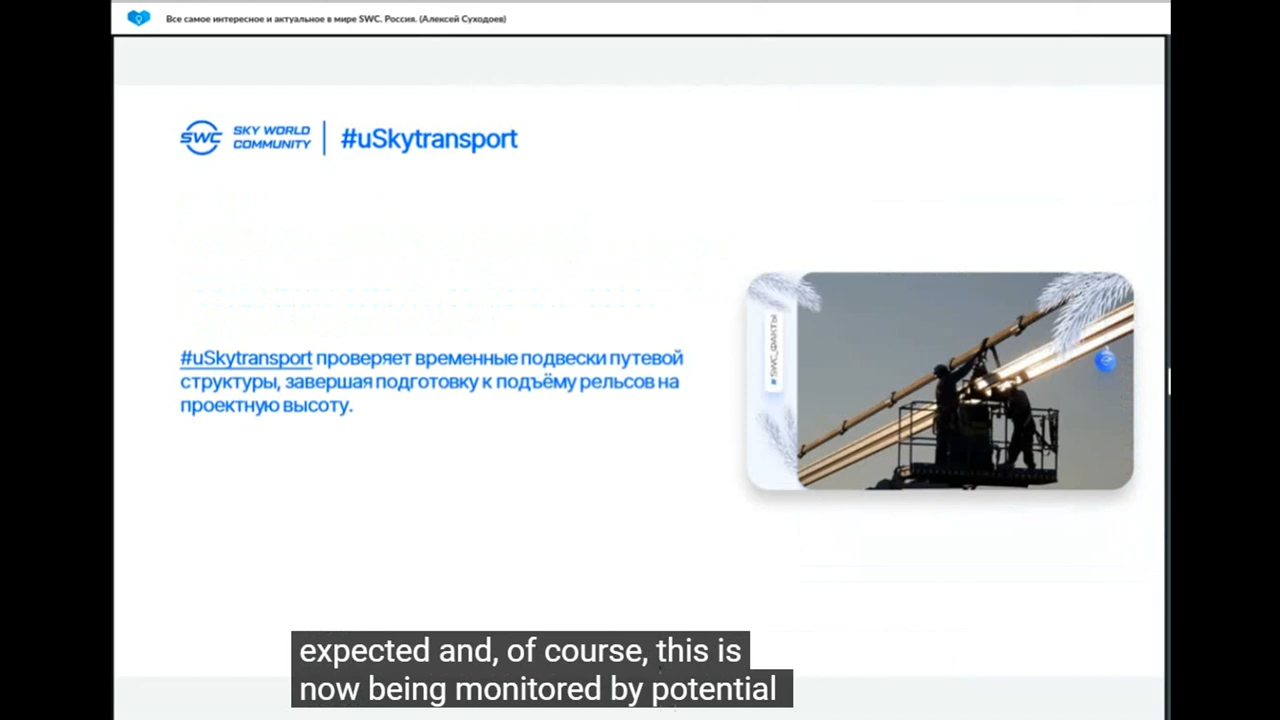 Все самое интересное и актуальное в мире SWC. Россия. (Алексей Суходоев)
SWC
SKY WORLD
COMMUNITY
#uSkytransport
#SWC_ФАКТЫ
#uSkytransport проверяет временные подвески путевой
структуры, завершая подготовку к подъёму рельсов на
проектную высоту.
expected and, of course, this is
now being monitored by potential